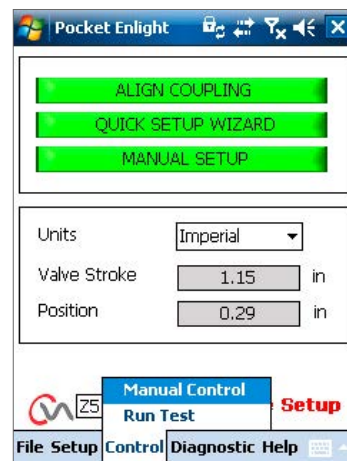 Pocket Enlight
ALIGN COUPLING
QUICK SETUP WIZARD
MANUAL SETUP
Units Imperial
Valve Stroke 1.15 in
Position 0.29 in
Z5 Setup
Manual Control
Run Test
File Setup Control Diagnostic Help